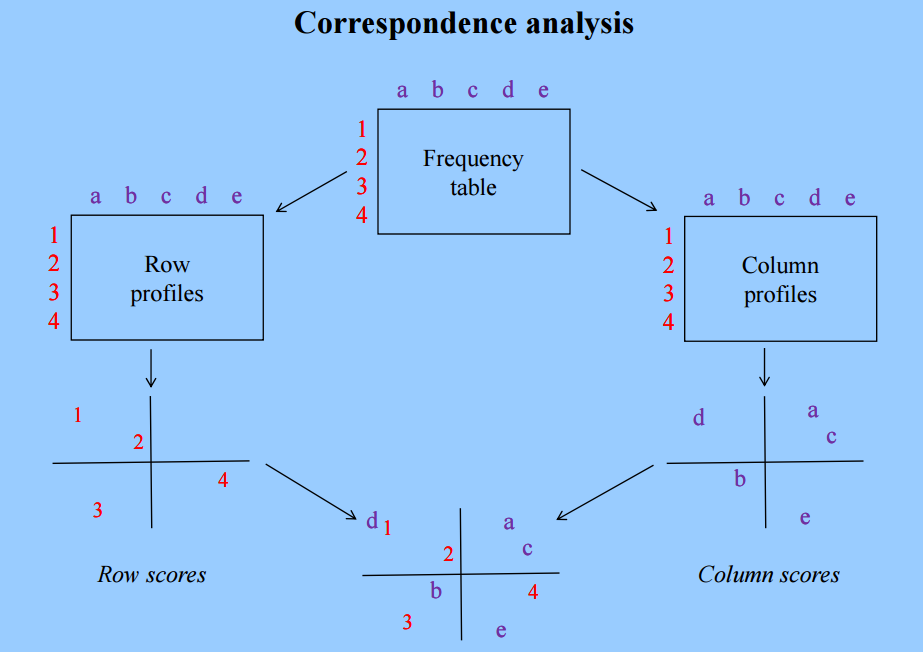 Correspondence analysis
a b c d e
1
2
3
4
Frequency
table
a b c d e
1
2
3
4
Row
profiles
a b c d e
1
2
3
4
Column
profiles
1
2
4
3
Row scores
d
a
c
b
e
Column scores
d 1
a
2
c
b
4
3
e